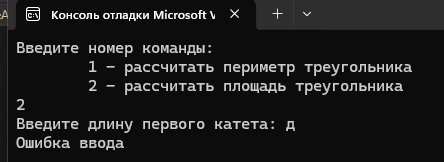 Консоль отладки Microsoft V
Введите номер команды:
1 - рассчитать периметр треугольника
2 - рассчитать площадь треугольника
2
Введите длину первого катета: д
Ошибка ввода